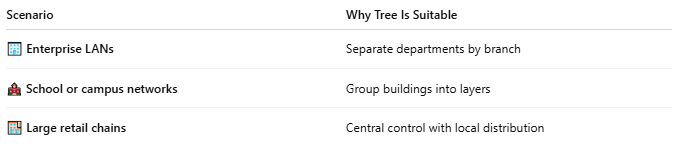 Scenario Why Tree Is Suitable
Enterprise LANs Separate departments by branch
School or campus networks Group buildings into layers
Large retail chains Central control with local distribution